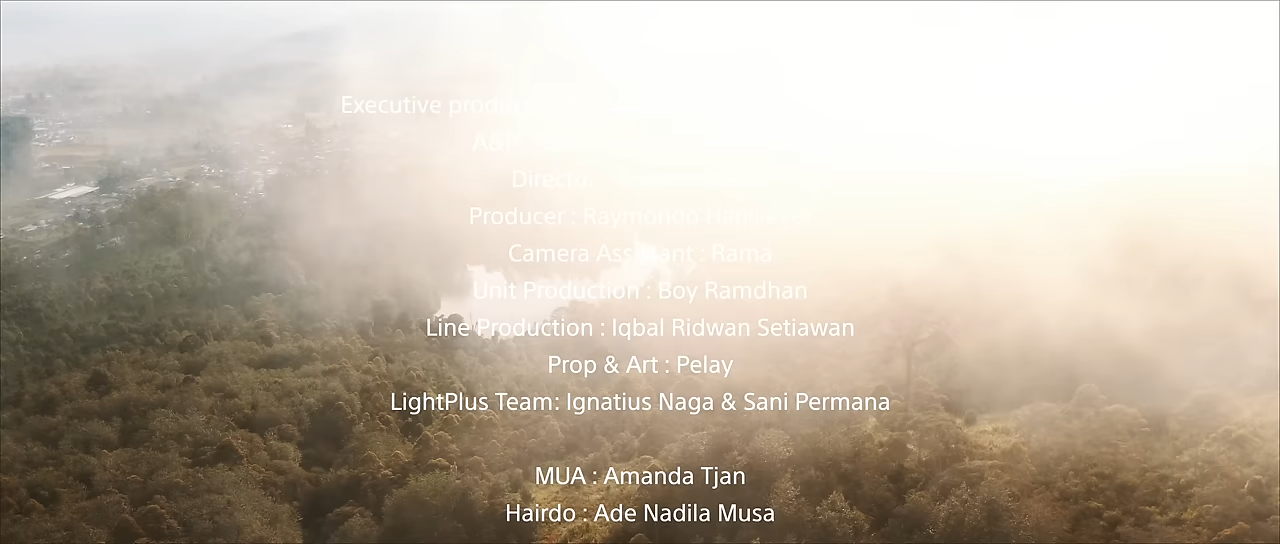 Executive
Producer : Raymondo
Camera Assistant : Rama
Unit Production : Boy Ramdhan
Line Production : Iqbal Ridwan Setiawan
Prop & Art : Pelay
LightPlus Team: Ignatius Naga & Sani Permana
MUA : Amanda Tjan
Hairdo : Ade Nadila Musa